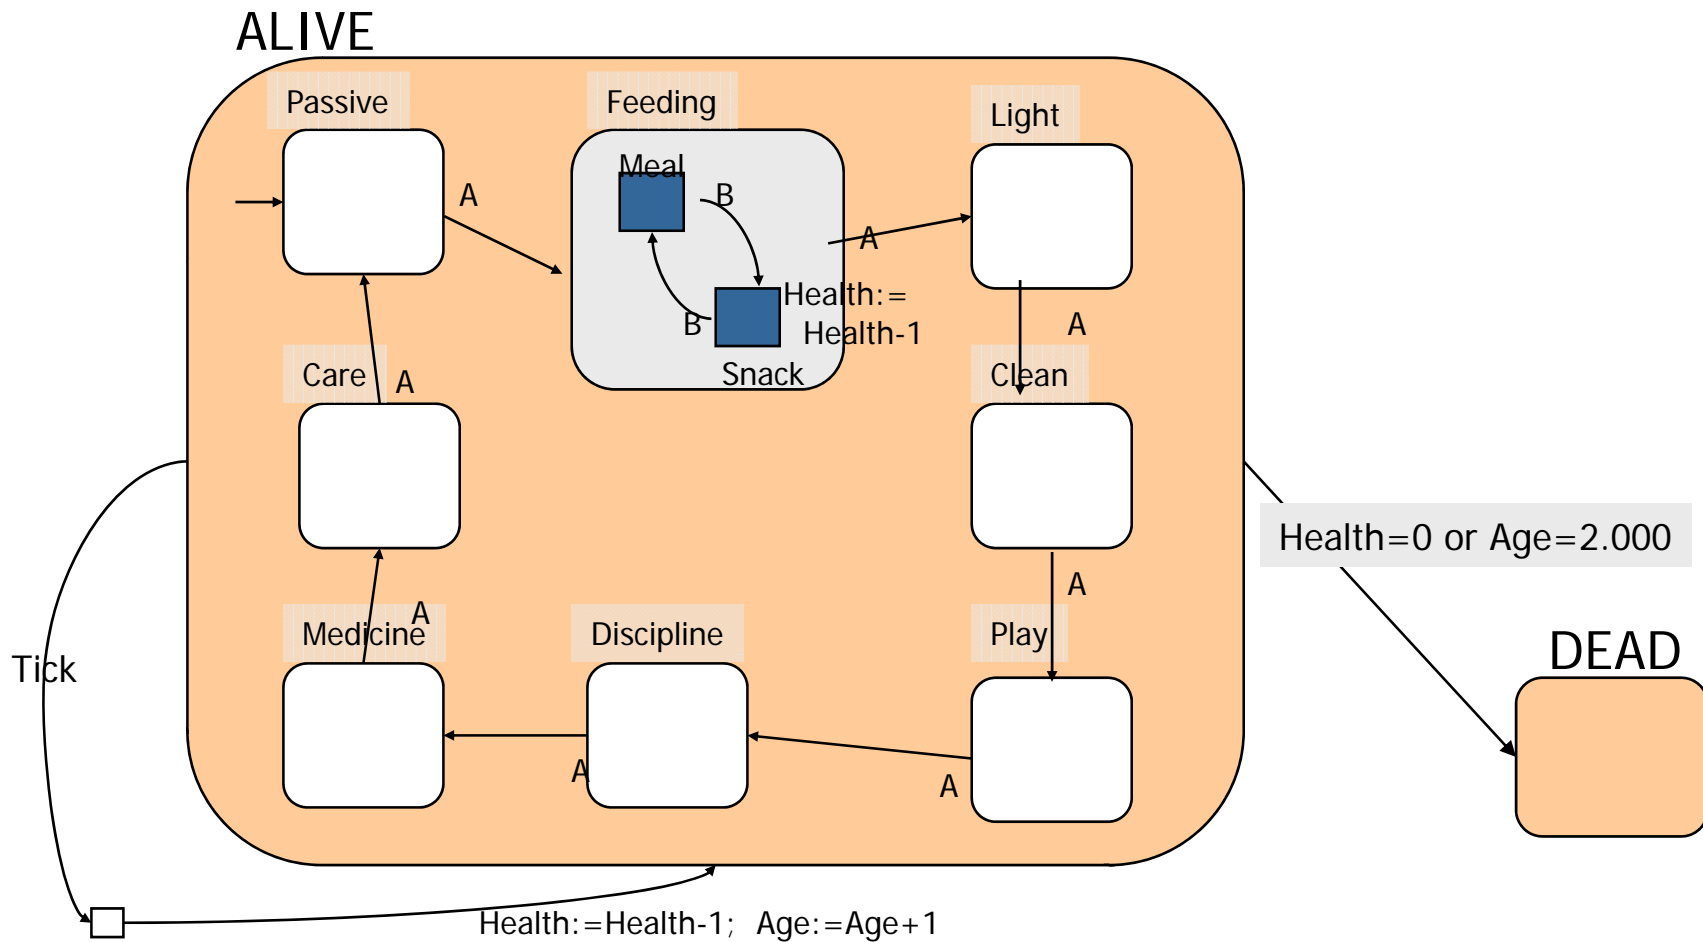 ALIVE
Passive
Feeding
Light
Meal
B
A
A
Health:=
Health-1
B
A
Snack
Care
A
Clean
Health=0 or Age=2.000
A
A
Medicine
Discipline
Play
Tick
DEAD
A
A
Health:=Health-1; Age:=Age+1